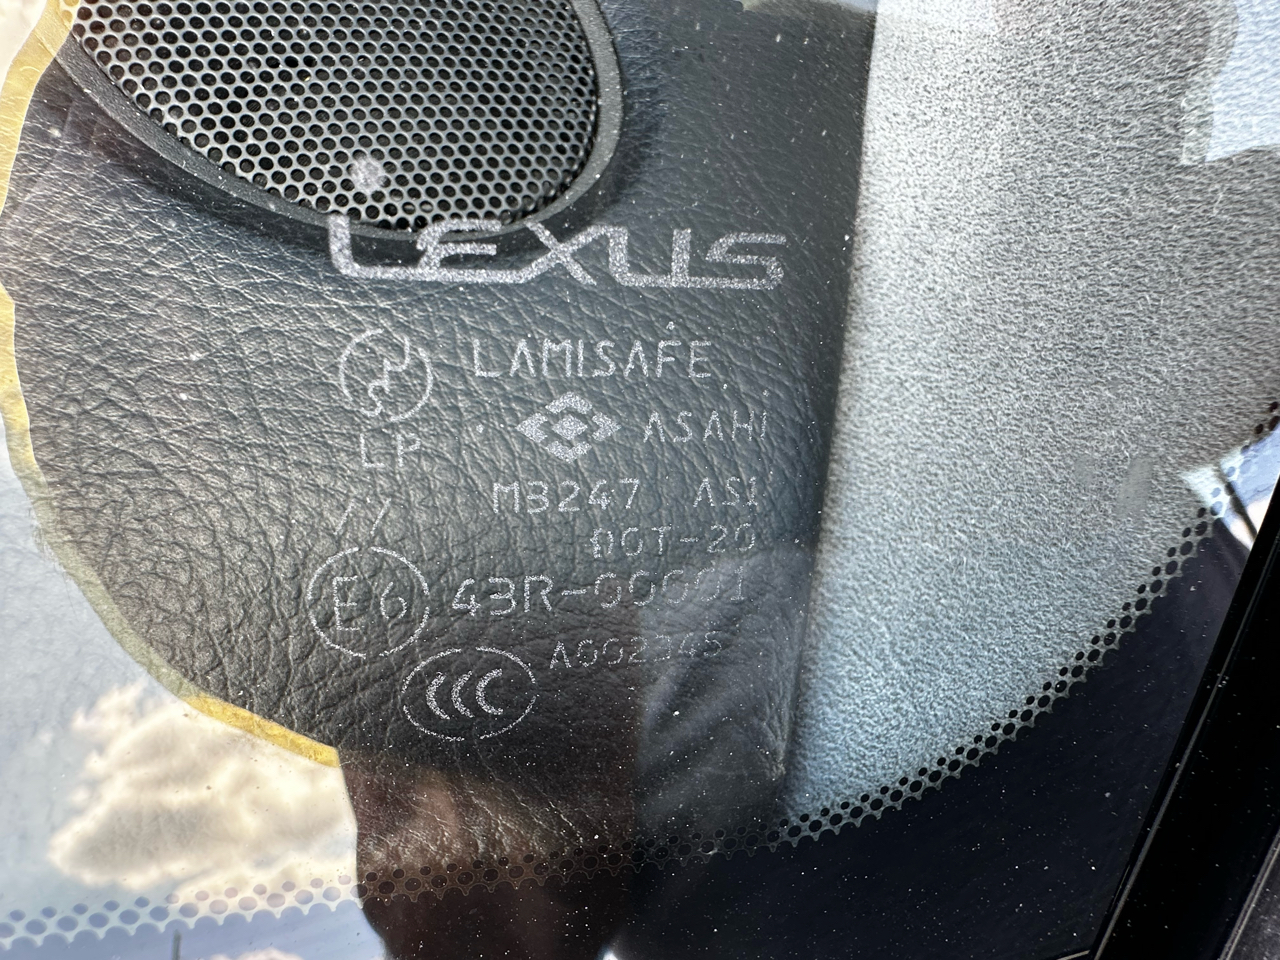 LEXUS
LAMISAFE
LP
ASAHI
M3247 AS1
DOT-20
//
E6 43R-00001
A002345
CCC